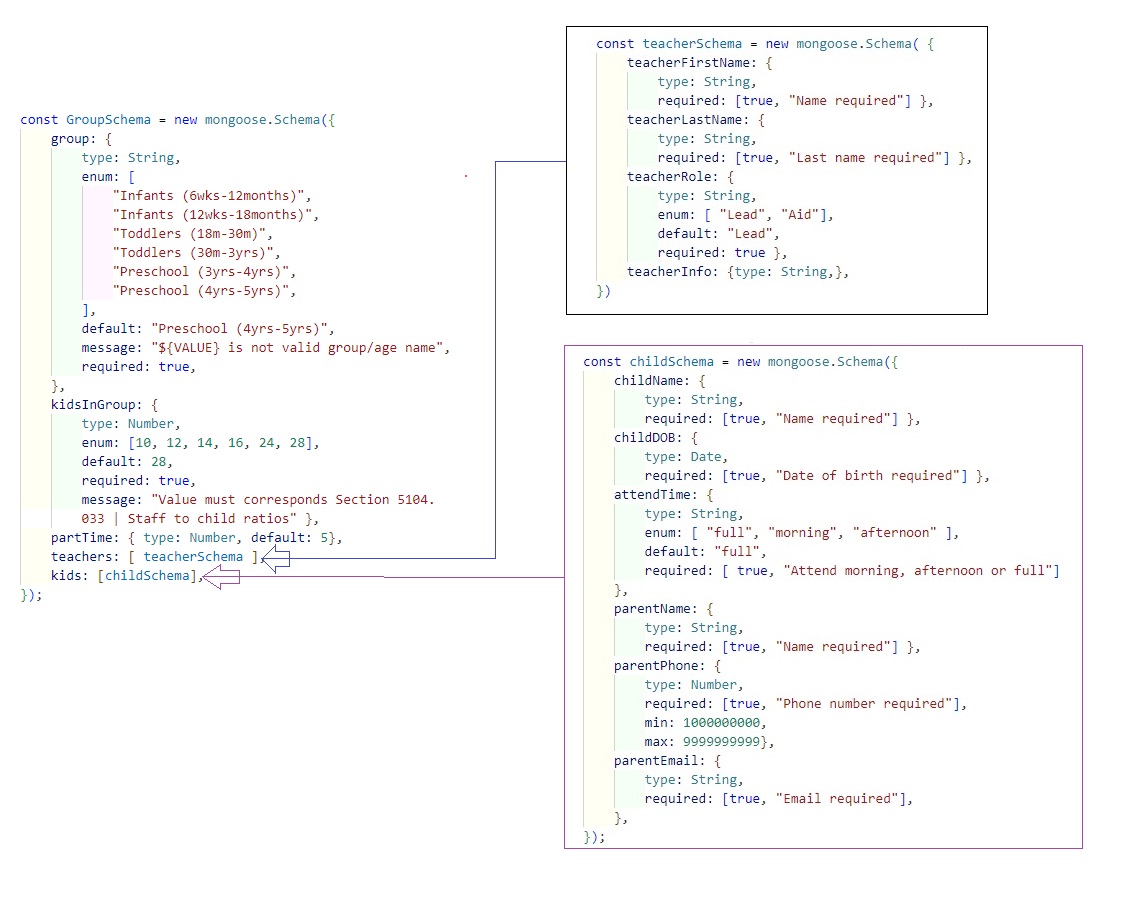 const GroupSchema = new mongoose.Schema({
group: {
type: String,
enum: [
"Infants (6wks-12months)",
"Infants (12wks-18months)",
"Toddlers (18m-30m)",
"Toddlers (30m-3yrs)",
"Preschool (3yrs-4yrs)",
"Preschool (4yrs-5yrs)",
],
default: "Preschool (4yrs-5yrs)",
message: "${VALUE} is not valid group/age name",
required: true,
},
kidsInGroup: {
type: Number,
enum: [10, 12, 14, 16, 24, 28],
default: 28,
required: true,
message: "Value must corresponds Section 5104.
033 | Staff to child ratios" },
partTime: { type: Number, default: 5},
teachers: [ teacherSchema ],
kids: [childSchema],
});
const teacherSchema = new mongoose.Schema( {
teacherFirstName: {
type: String,
required: [true, "Name required"] },
teacherLastName: {
type: String,
required: [true, "Last name required"] },
teacherRole: {
type: String,
enum: [ "Lead", "Aid"],
default: "Lead",
required: true },
teacherInfo: {type: String,},
})
const childSchema = new mongoose.Schema({
childName: {
type: String,
required: [true, "Name required"] },
childDOB: {
type: Date,
required: [true, "Date of birth required"] },
attendTime: {
type: String,
enum: [ "full", "morning", "afternoon" ],
default: "full",
required: [ true, "Attend morning, afternoon or full"]
},
parentName: {
type: String,
required: [true, "Name required"] },
parentPhone: {
type: Number,
required: [true, "Phone number required"],
min: 1000000000,
max: 9999999999},
parentEmail: {
type: String,
required: [true, "Email required"],
},
});